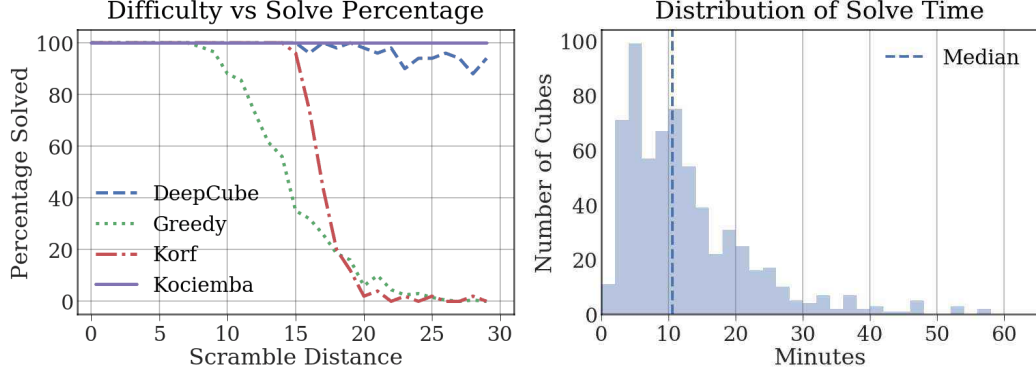 Difficulty vs Solve Percentage
Percentage Solved
100
80
60
40
20
0
DeepCube
Greedy
Korf
Kociemba
0 5 10 15 20 25 30
Scramble Distance
Distribution of Solve Time
Number of Cubes
100
80
60
40
20
0
Median
0 10 20 30 40 50 60
Minutes